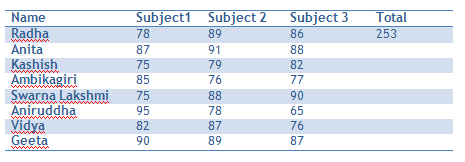 Name Subject1 Subject 2 Subject 3 Total
Radha 78 89 86 253
Anita 87 91 88
Kashish 75 79 82
Ambikagiri 85 76 77
Swarna Lakshmi 75 88 90
Aniruddha 95 78 65
Vidya 82 87 76
Geeta 90 89 87